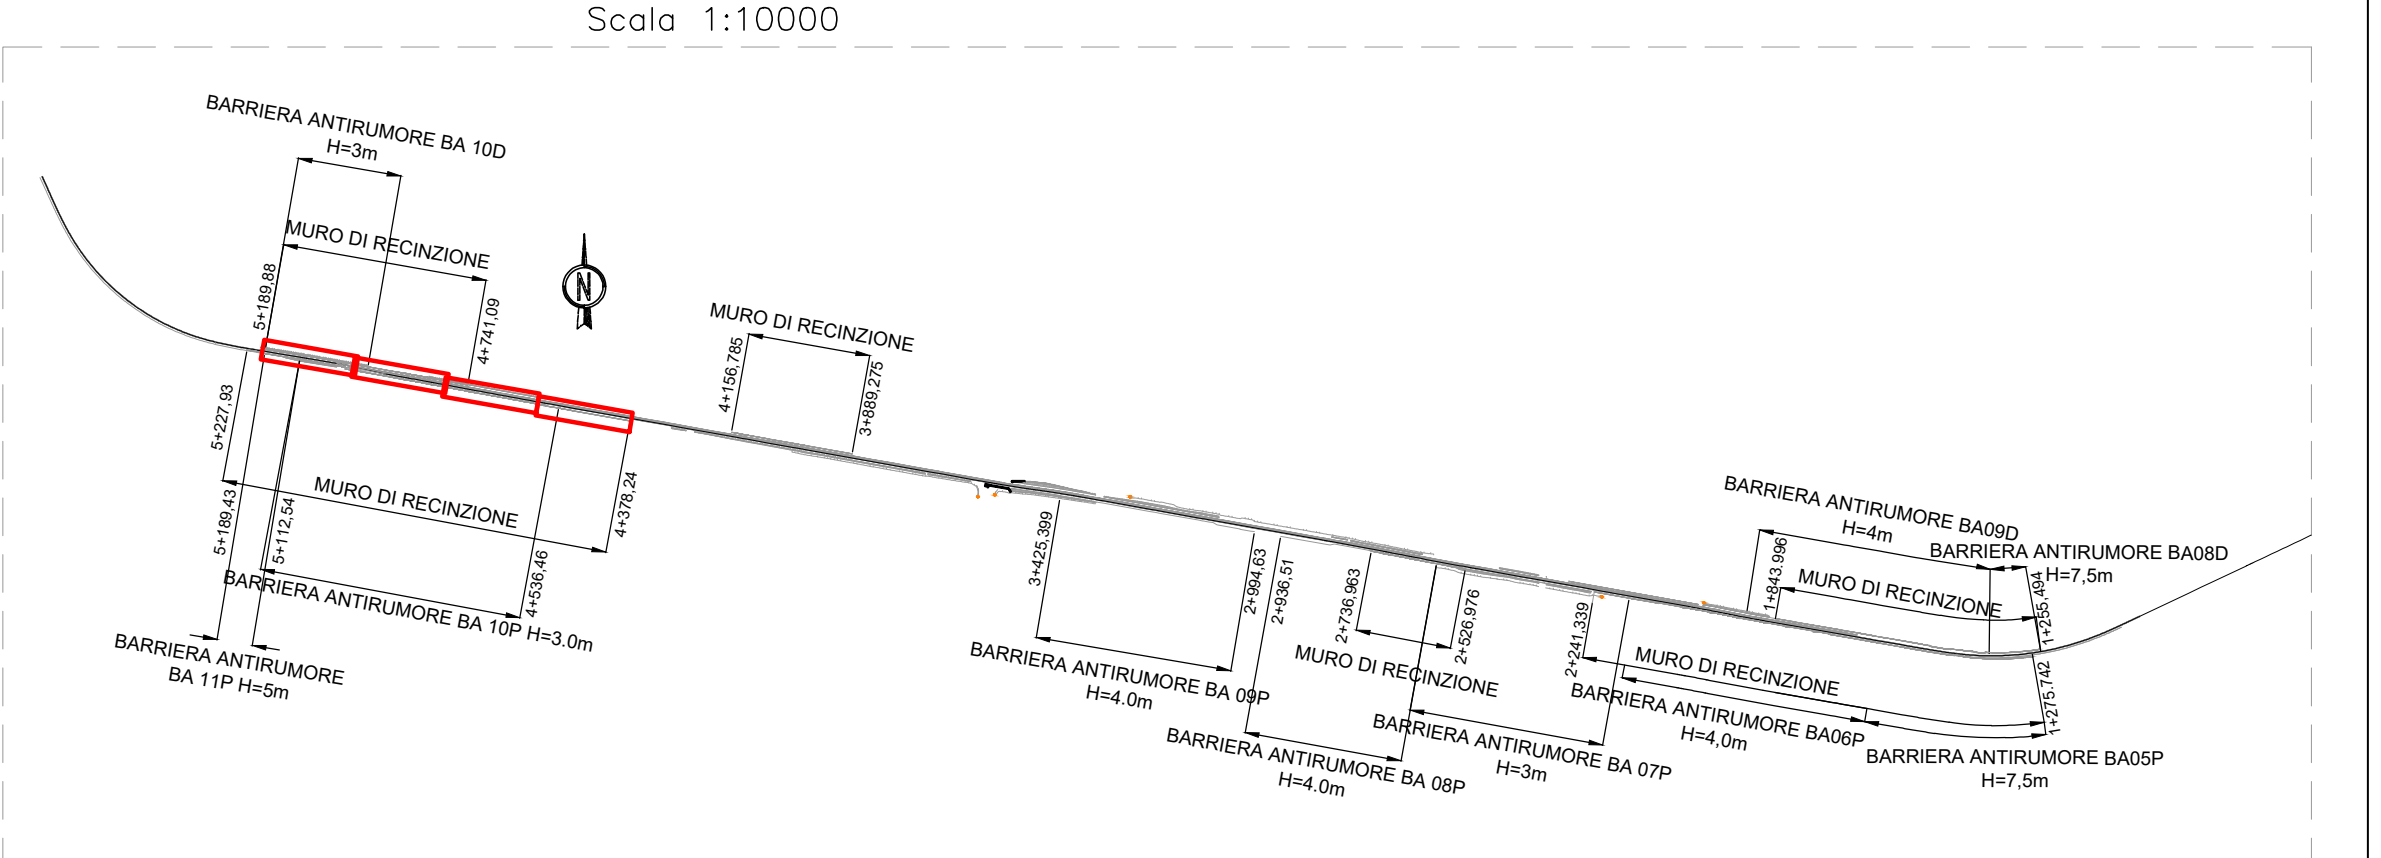 Scala 1:10000
BARRIERA ANTIRUMORE BA 10D
H=3m
MURO DI RECINZIONE
5+189,88
4+741,09
N
MURO DI RECINZIONE
4+156,785
3+889,275
5+227,93
5+189,43
5+112,54
MURO DI RECINZIONE
4+378,24
4+536,46
BARRIERA ANTIRUMORE BA 10P H=3.0m
BARRIERA ANTIRUMORE
BA 11P H=5m
3+425,399
2+994,63
2+936,51
BARRIERA ANTIRUMORE BA 09P
H=4.0m
2+736,963
2+526,976
MURO DI RECINZIONE
BARRIERA ANTIRUMORE BA 08P
H=4.0m
BARRIERA ANTIRUMORE BA 07P
H=3m
2+241,339
MURO DI RECINZIONE
BARRIERA ANTIRUMORE BA06P
H=4,0m
BARRIERA ANTIRUMORE BA05P
H=7,5m
BARRIERA ANTIRUMORE BA09D
H=4m
BARRIERA ANTIRUMORE BA08D
H=7,5m
1+843.996
MURO DI RECINZIONE
1+255,494
1+275.742